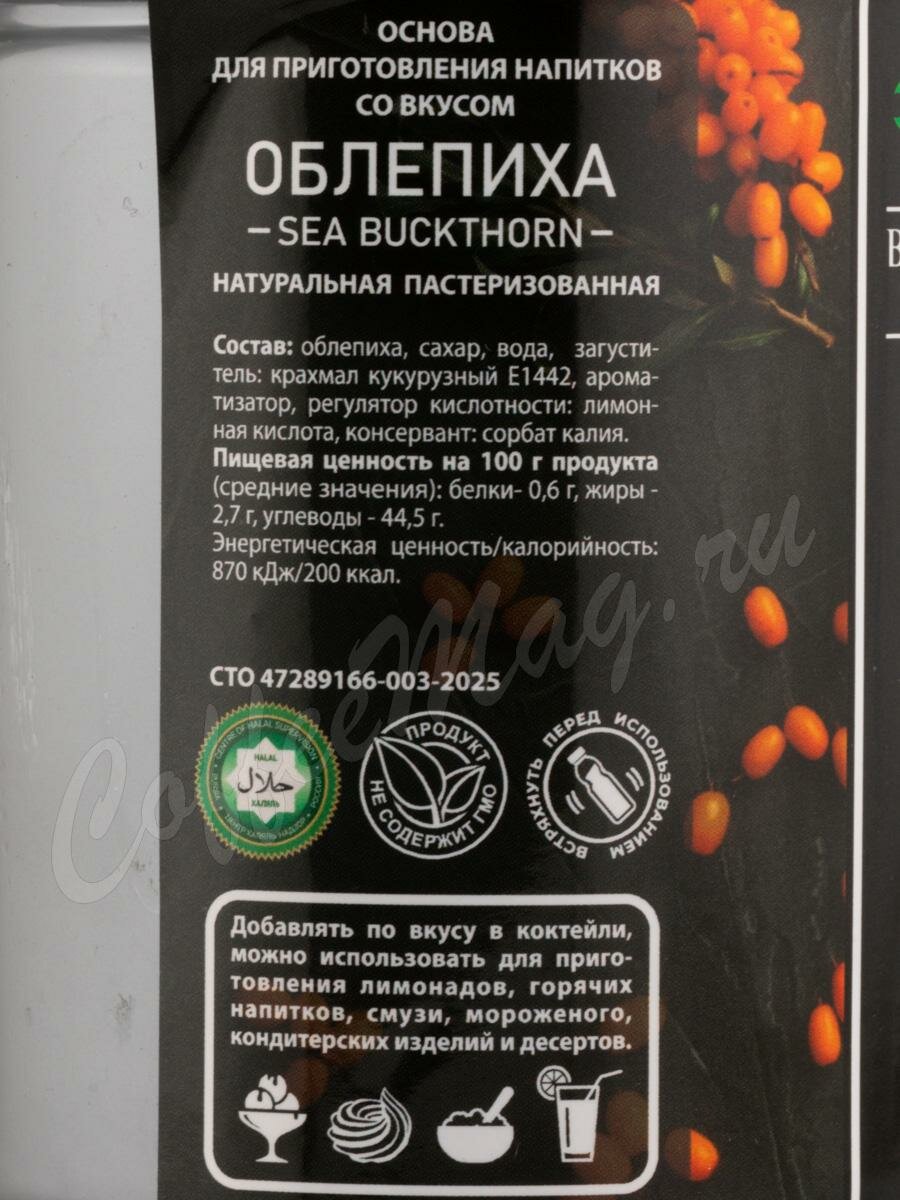 ОСНОВА
ДЛЯ ПРИГОТОВЛЕНИЯ НАПИТКОВ
СО ВКУСОМ
ОБЛЕПИХА
– SEA BUCKTHORN –
НАТУРАЛЬНАЯ ПАСТЕРИЗОВАННАЯ
Состав: облепиха, сахар, вода, загусти-
тель: крахмал кукурузный Е1442, арома-
тизатор, регулятор кислотности: лимон-
ная кислота, консервант: сорбат калия.
Пищевая ценность на 100 г продукта
(средние значения): белки- 0,6 г, жиры -
2,7 г, углеводы - 44,5 г.
Энергетическая ценность/калорийность:
870 кДж/200 ккал.
СТО 47289166-003-2025
CENTRE OF HALAL SUPERVISION
HALAL
حلال
ХАЛЯЛЬ
ПРОДУКТ
НЕ СОДЕРЖИТ ГМО
ВСТРЯХНУТЬ ПЕРЕД ИСПОЛЬЗОВАНИЕМ
Добавлять по вкусу в коктейли,
можно использовать для приго-
товления лимонадов, горячих
напитков, смузи, мороженого,
кондитерских изделий и десертов.
CoffeeMag.ru
B